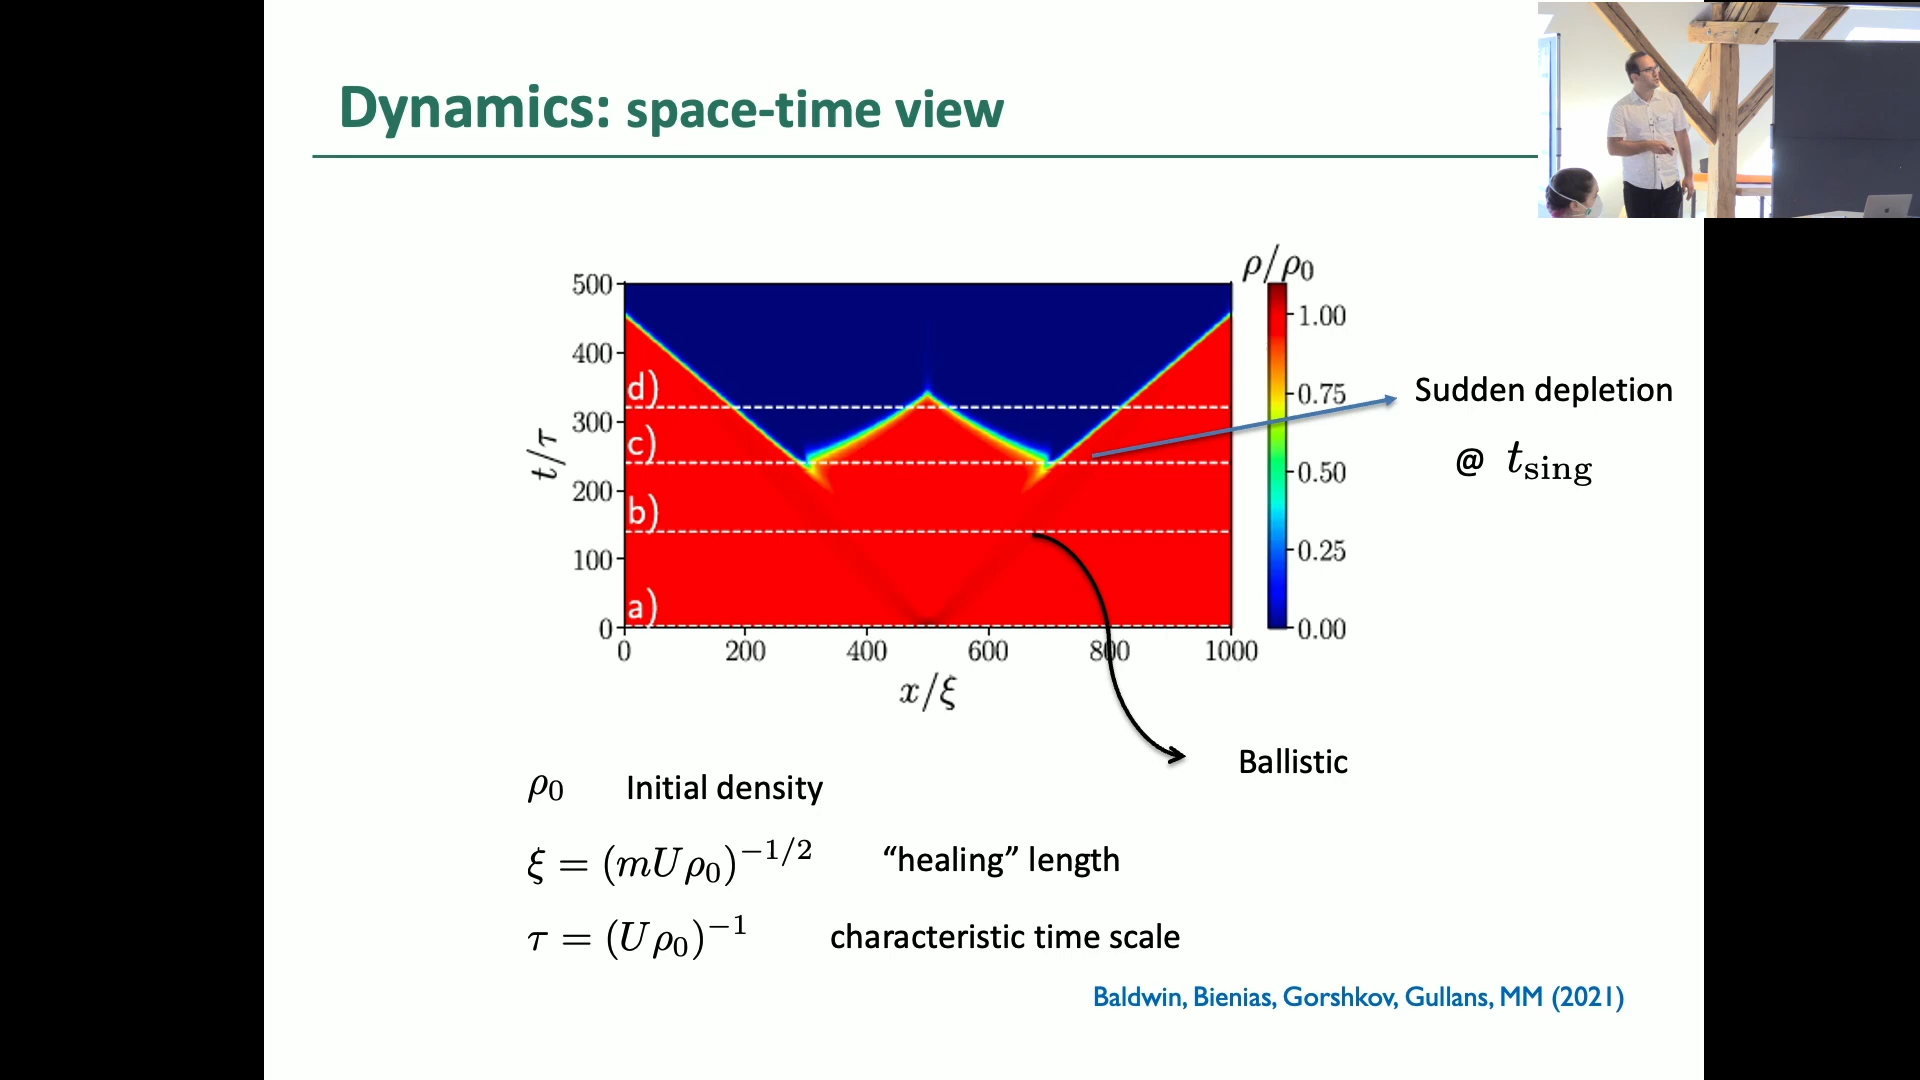 Dynamics: space-time view
ρ/ρ0
500
400
300
200
100
0
t/τ
d)
c)
b)
a)
0 200 400 600 800 1000
x/ξ
1.00
0.75
0.50
0.25
0.00
Sudden depletion
@ tsing
Ballistic
ρ0 Initial density
ξ = (mUρ0)−1/2 “healing” length
τ = (Uρ0)−1 characteristic time scale
Baldwin, Bienias, Gorshkov, Gullans, MM (2021)